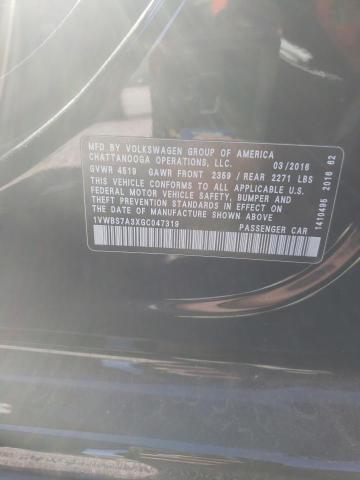 MFD BY VOLKSWAGEN GROUP OF AMERICA
CHATTANOOGA OPERATIONS, LLC. 03/2016
GVWR 4519 GAWR FRONT 2359 / REAR 2271 LBS
THIS VEHICLE CONFORMS TO ALL APPLICABLE U.S.
FEDERAL MOTOR VEHICLE SAFETY, BUMPER AND
THEFT PREVENTION STANDARDS IN EFFECT ON THE
DATE OF MANUFACTURE SHOWN ABOVE
1VWBS7A3XGC047319 PASSENGER CAR
1410495 2016 62